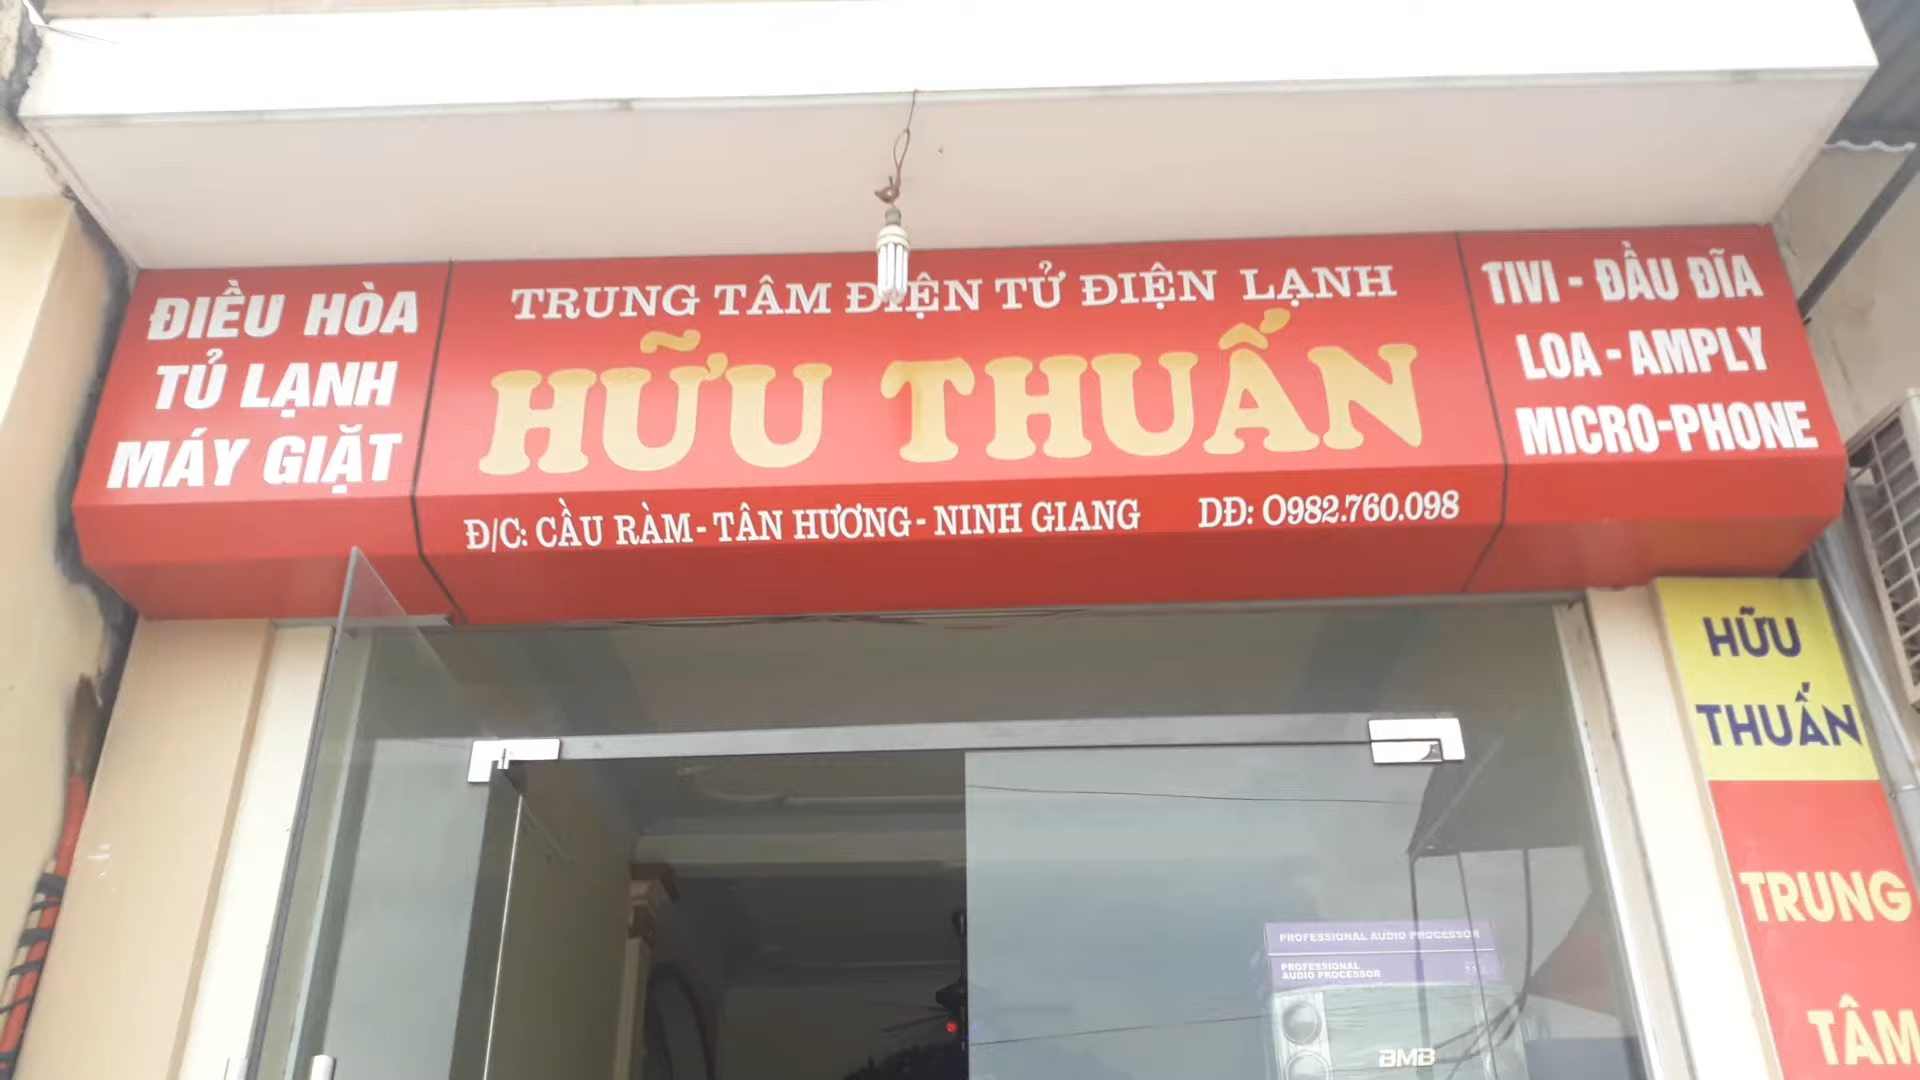 ĐIỀU HÒA
TỦ LẠNH
MÁY GIẶT
TRUNG TÂM ĐIỆN TỬ ĐIỆN LẠNH
HỮU THUẤN
Đ/C: CẦU RÀM - TÂN HƯƠNG - NINH GIANG DĐ: 0982.760.098
TIVI - ĐẦU ĐĨA
LOA - AMPLY
MICRO-PHONE
HỮU
THUẤN
TRUNG
TÂM
PROFESSIONAL AUDIO PROCESSOR
PROFESSIONAL
AUDIO PROCESSOR
BMB